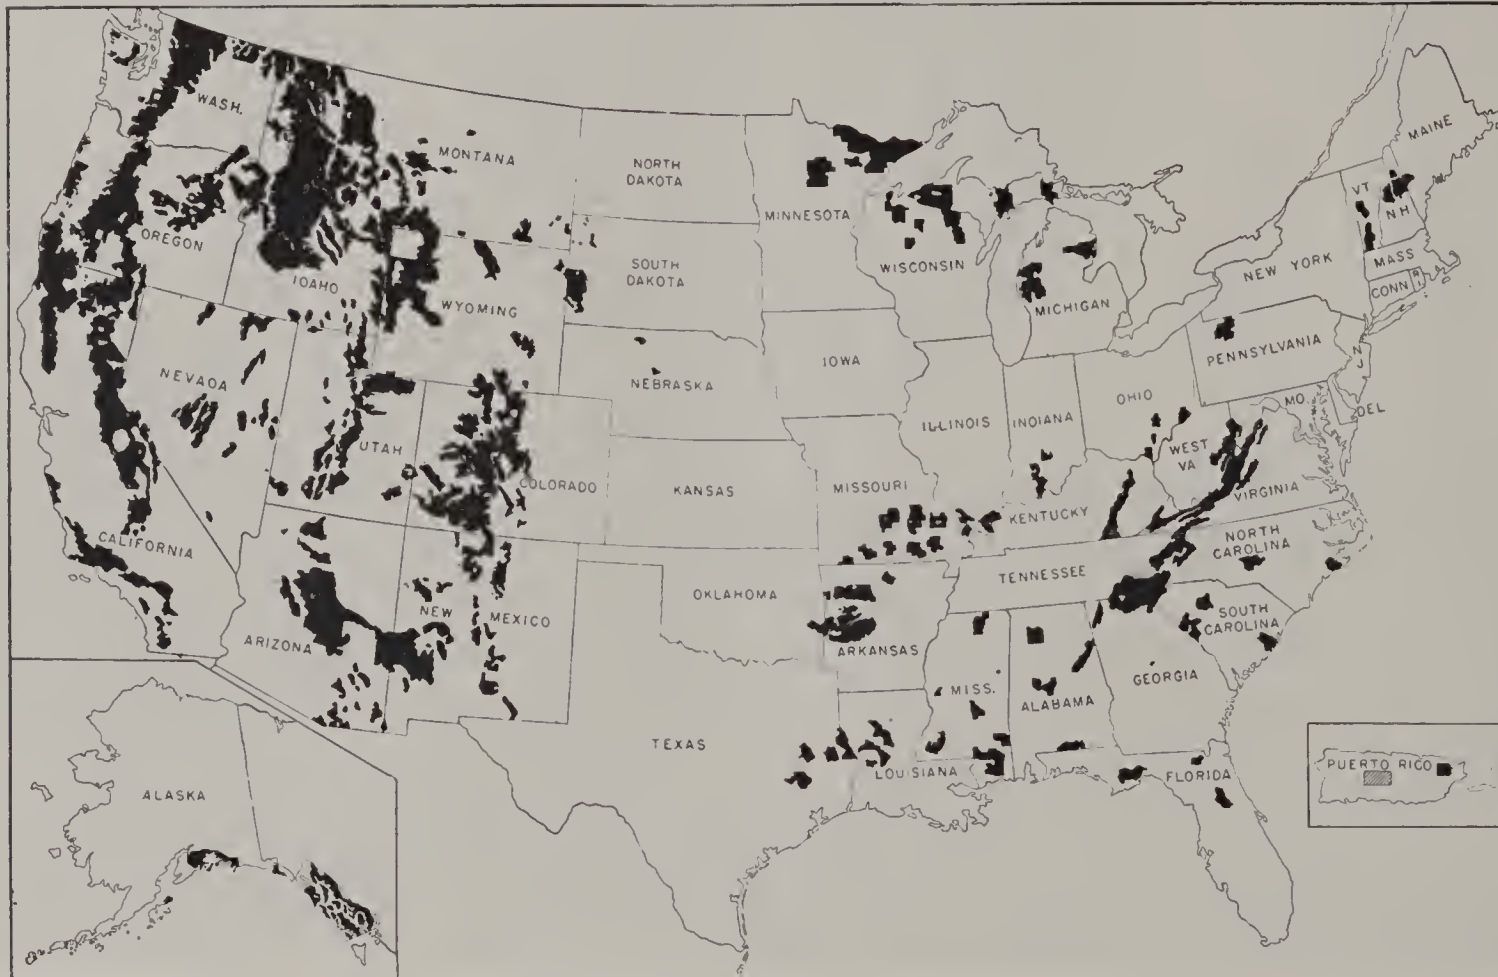 WASH.
MONTANA
NORTH
DAKOTA
MINNESOTA
MAINE
VT.
N H
OREGON
IDAHO
WYOMING
SOUTH
DAKOTA
WISCONSIN
MICHIGAN
NEW YORK
MASS
CONN
R I
PENNSYLVANIA
N J
NEVADA
UTAH
NEBRASKA
IOWA
ILLINOIS
INDIANA
OHIO
MD.
DEL
WEST
VA
VIRGINIA
COLORADO
KANSAS
MISSOURI
KENTUCKY
CALIFORNIA
ARIZONA
NEW MEXICO
OKLAHOMA
ARKANSAS
TENNESSEE
NORTH
CAROLINA
SOUTH
CAROLINA
MISS.
ALABAMA
GEORGIA
TEXAS
LOUISIANA
FLORIDA
ALASKA
PUERTO RICO